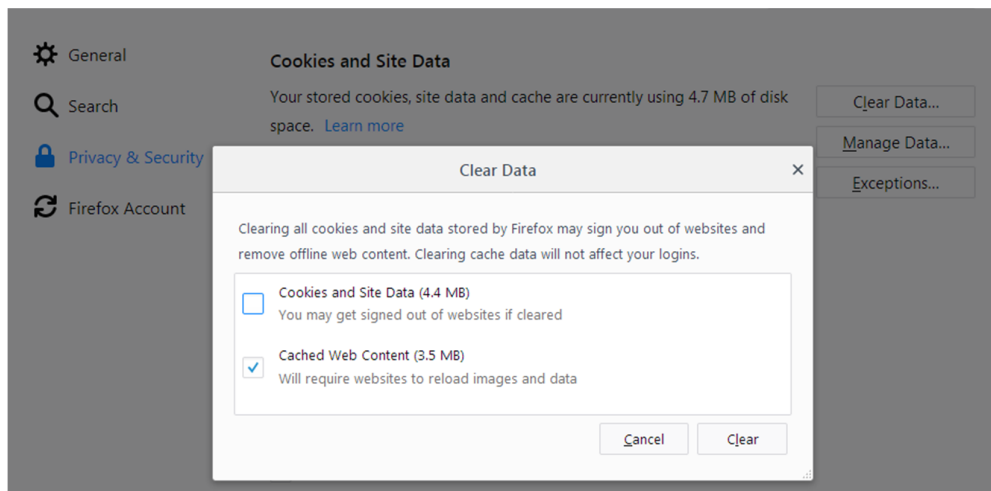 General
Search
Privacy & Security
Firefox Account
Cookies and Site Data
Your stored cookies, site data and cache are currently using 4.7 MB of disk
space. Learn more
Clear Data...
Manage Data...
Exceptions...
Clear Data
Clearing all cookies and site data stored by Firefox may sign you out of websites and
remove offline web content. Clearing cache data will not affect your logins.
Cookies and Site Data (4.4 MB)
You may get signed out of websites if cleared
Cached Web Content (3.5 MB)
Will require websites to reload images and data
Cancel
Clear